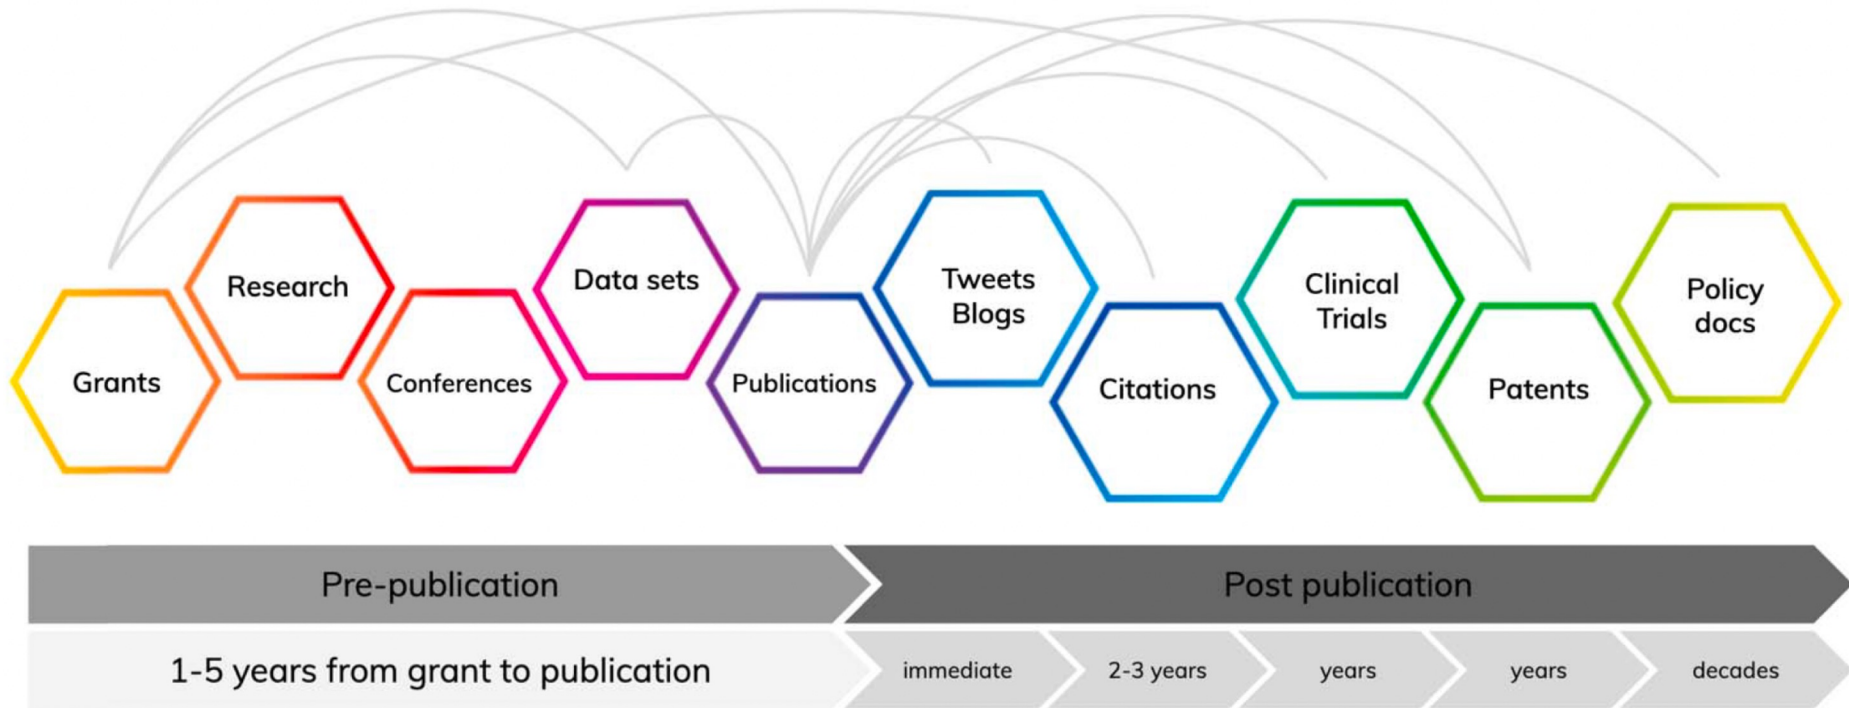 Grants
Research
Conferences
Data sets
Publications
Tweets
Blogs
Citations
Clinical
Trials
Patents
Policy
docs
Pre-publication
Post publication
1-5 years from grant to publication
immediate
2-3 years
years
years
decades